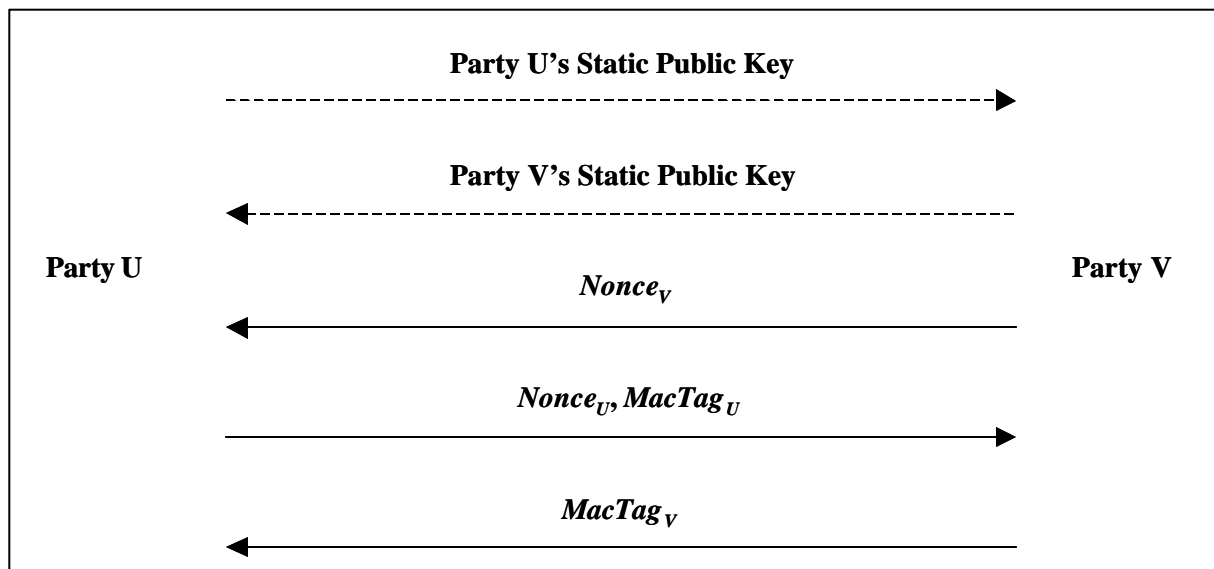 Party U's Static Public Key
Party V's Static Public Key
Party U
Party V
Nonce_V
Nonce_U, MacTag_U
MacTag_V